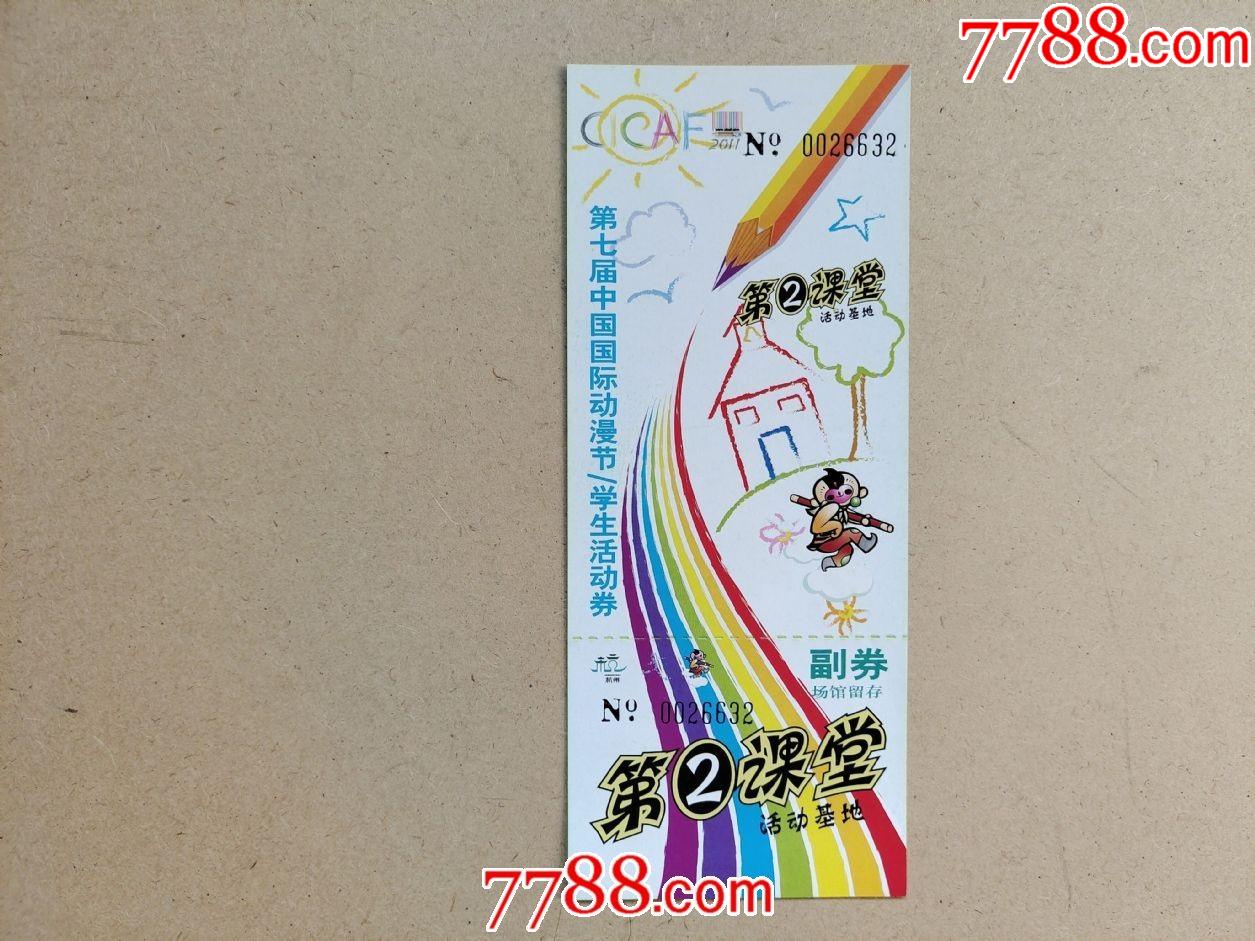 7788.com
CICAF
2011
No. 0026632
第七届中国国际动漫节/学生活动券
第2课堂
活动基地
杭州
副券
场馆留存
No. 0026632
第2课堂
活动基地
7788.com